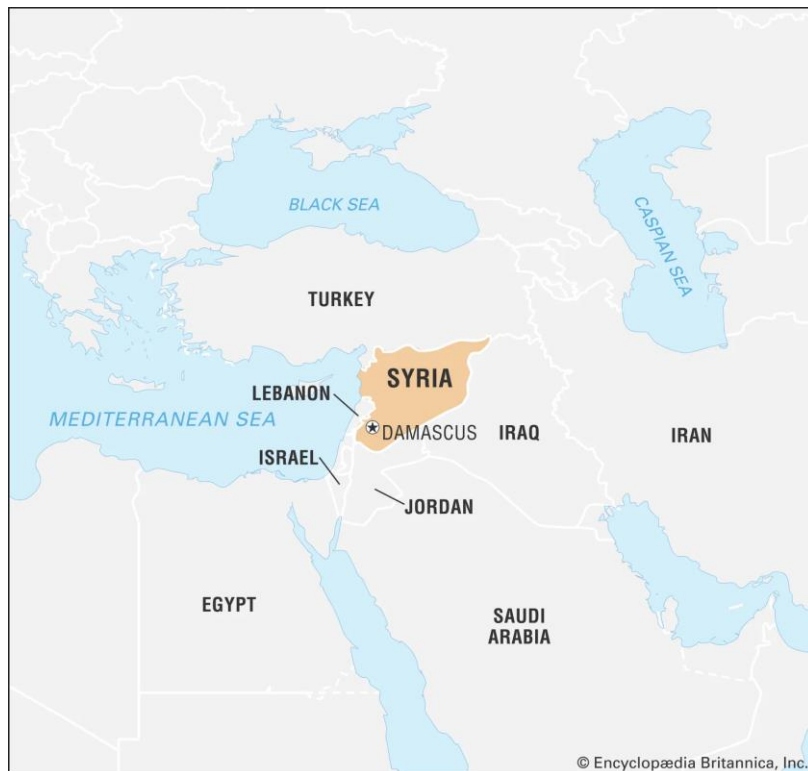 BLACK SEA
CASPIAN SEA
TURKEY
SYRIA
LEBANON
MEDITERRANEAN SEA
DAMASCUS
IRAQ
IRAN
ISRAEL
JORDAN
EGYPT
SAUDI
ARABIA
© Encyclopædia Britannica, Inc.